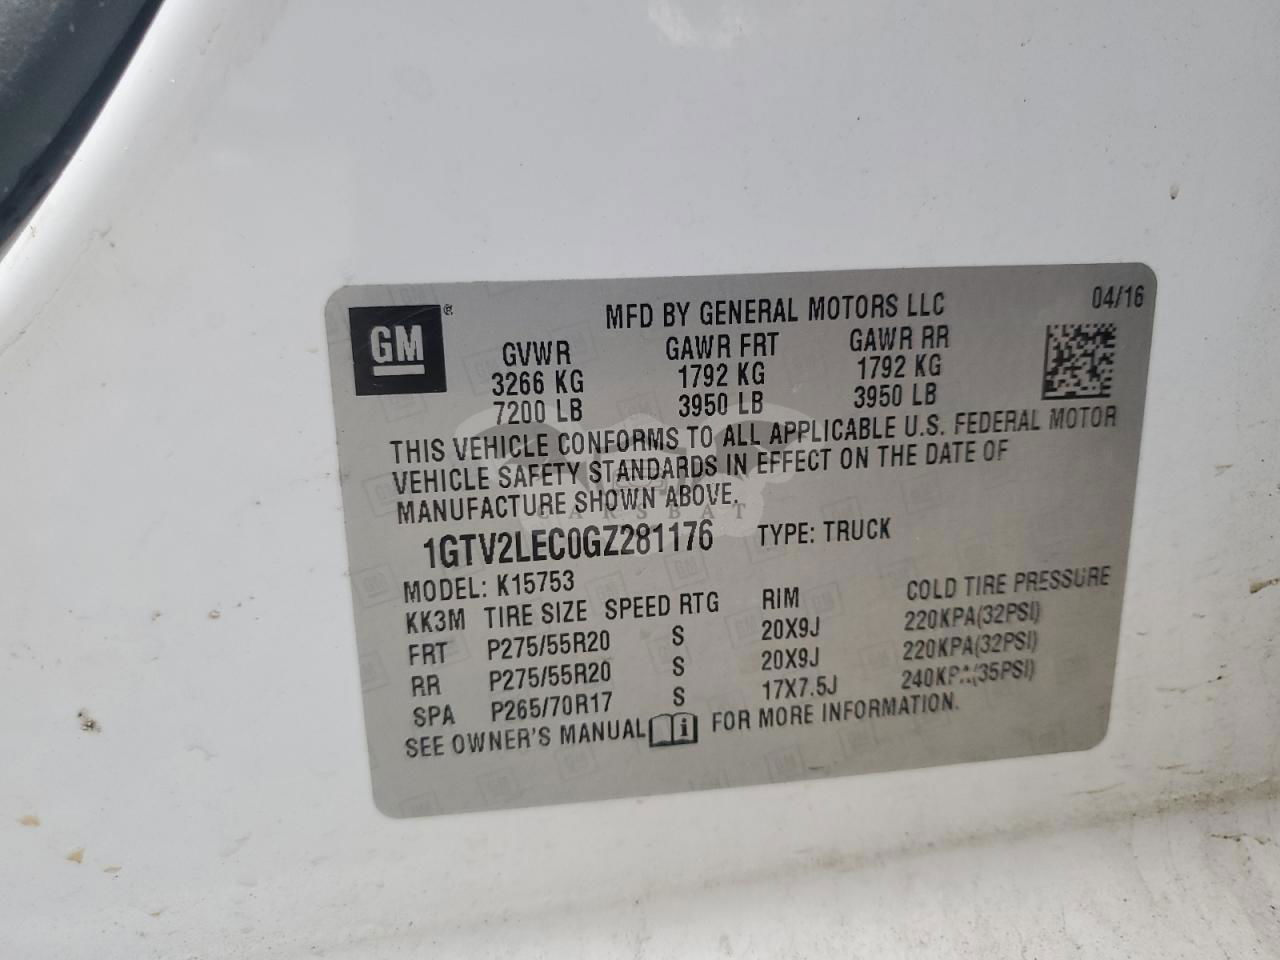 GM ®
MFD BY GENERAL MOTORS LLC 04/16
GVWR GAWR FRT GAWR RR
3266 KG 1792 KG 1792 KG
7200 LB 3950 LB 3950 LB
THIS VEHICLE CONFORMS TO ALL APPLICABLE U.S. FEDERAL MOTOR
VEHICLE SAFETY STANDARDS IN EFFECT ON THE DATE OF
MANUFACTURE SHOWN ABOVE.
CARSBAT
1GTV2LEC0GZ281176 TYPE: TRUCK
MODEL: K15753
KK3M TIRE SIZE SPEED RTG RIM COLD TIRE PRESSURE
FRT P275/55R20 S 20X9J 220KPA(32PSI)
RR P275/55R20 S 20X9J 220KPA(32PSI)
SPA P265/70R17 S 17X7.5J 240KPA(35PSI)
SEE OWNER'S MANUAL i FOR MORE INFORMATION.